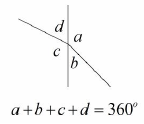 d
a
c
b
a + b + c + d = 360°